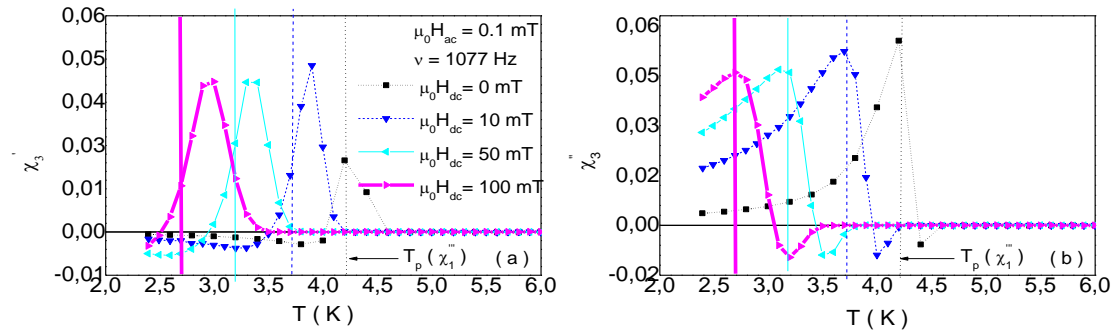 0,06
0,05
0,04
0,03
0,02
0,01
0,00
-0,01
χ₃'
μ₀Hac = 0.1 mT
ν = 1077 Hz
μ₀Hdc= 0 mT
μ₀Hdc= 10 mT
μ₀Hdc= 50 mT
μ₀Hdc= 100 mT
Tp(χ₁''') (a)
2,0 2,5 3,0 3,5 4,0 4,5 5,0 5,5 6,0
T ( K )
0,06
0,05
0,03
0,02
0,00
-0,02
χ₃''
Tp(χ₁''') (b)
2,0 2,5 3,0 3,5 4,0 4,5 5,0 5,5 6,0
T ( K )